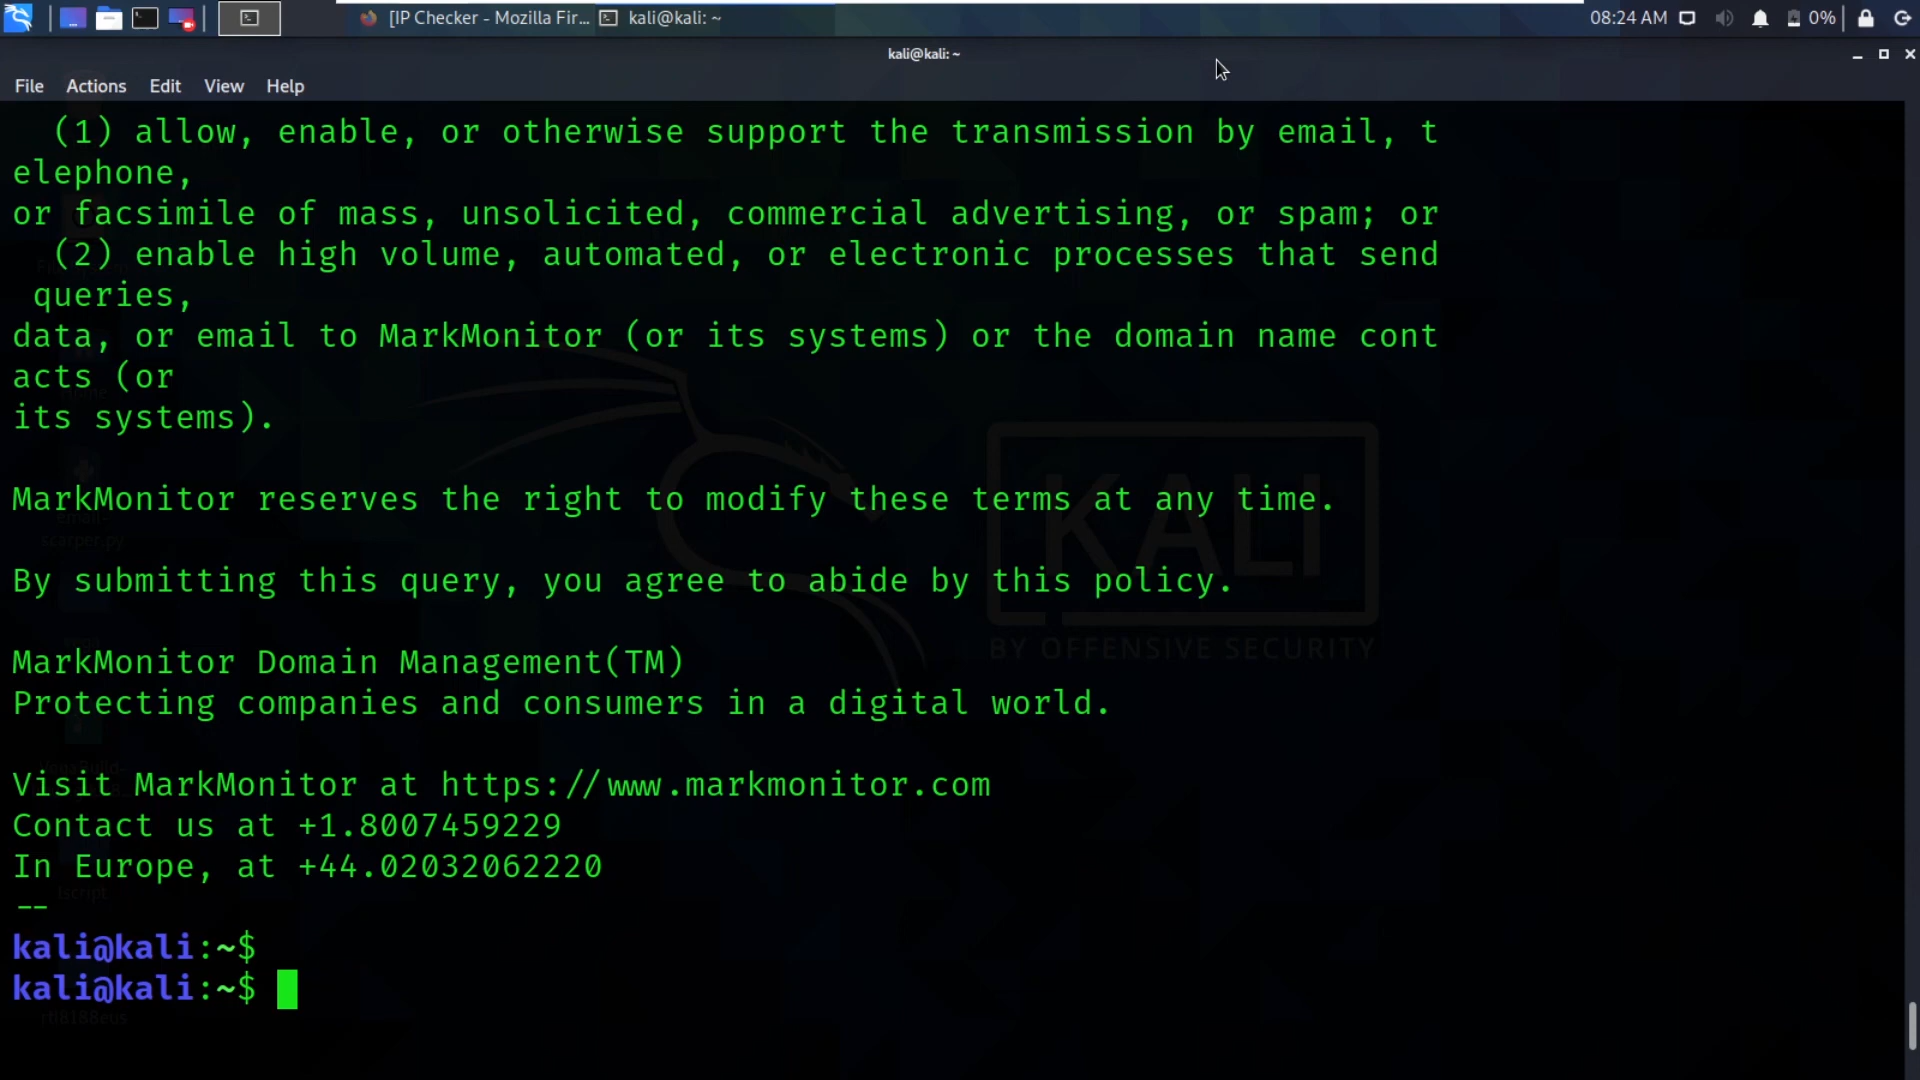 [IP Checker - Mozilla Fir...
kali@kali: ~
08:24 AM
0%
kali@kali: ~
File Actions Edit View Help
(1) allow, enable, or otherwise support the transmission by email, t
elephone,
or facsimile of mass, unsolicited, commercial advertising, or spam; or
(2) enable high volume, automated, or electronic processes that send
queries,
data, or email to MarkMonitor (or its systems) or the domain name cont
acts (or
its systems).
MarkMonitor reserves the right to modify these terms at any time.
By submitting this query, you agree to abide by this policy.
MarkMonitor Domain Management(TM)
Protecting companies and consumers in a digital world.
Visit MarkMonitor at https://www.markmonitor.com
Contact us at +1.8007459229
In Europe, at +44.02032062220
--
kali@kali:~$
kali@kali:~$
KALI
BY OFFENSIVE SECURITY
email-
scarper.py
rtl8188eus